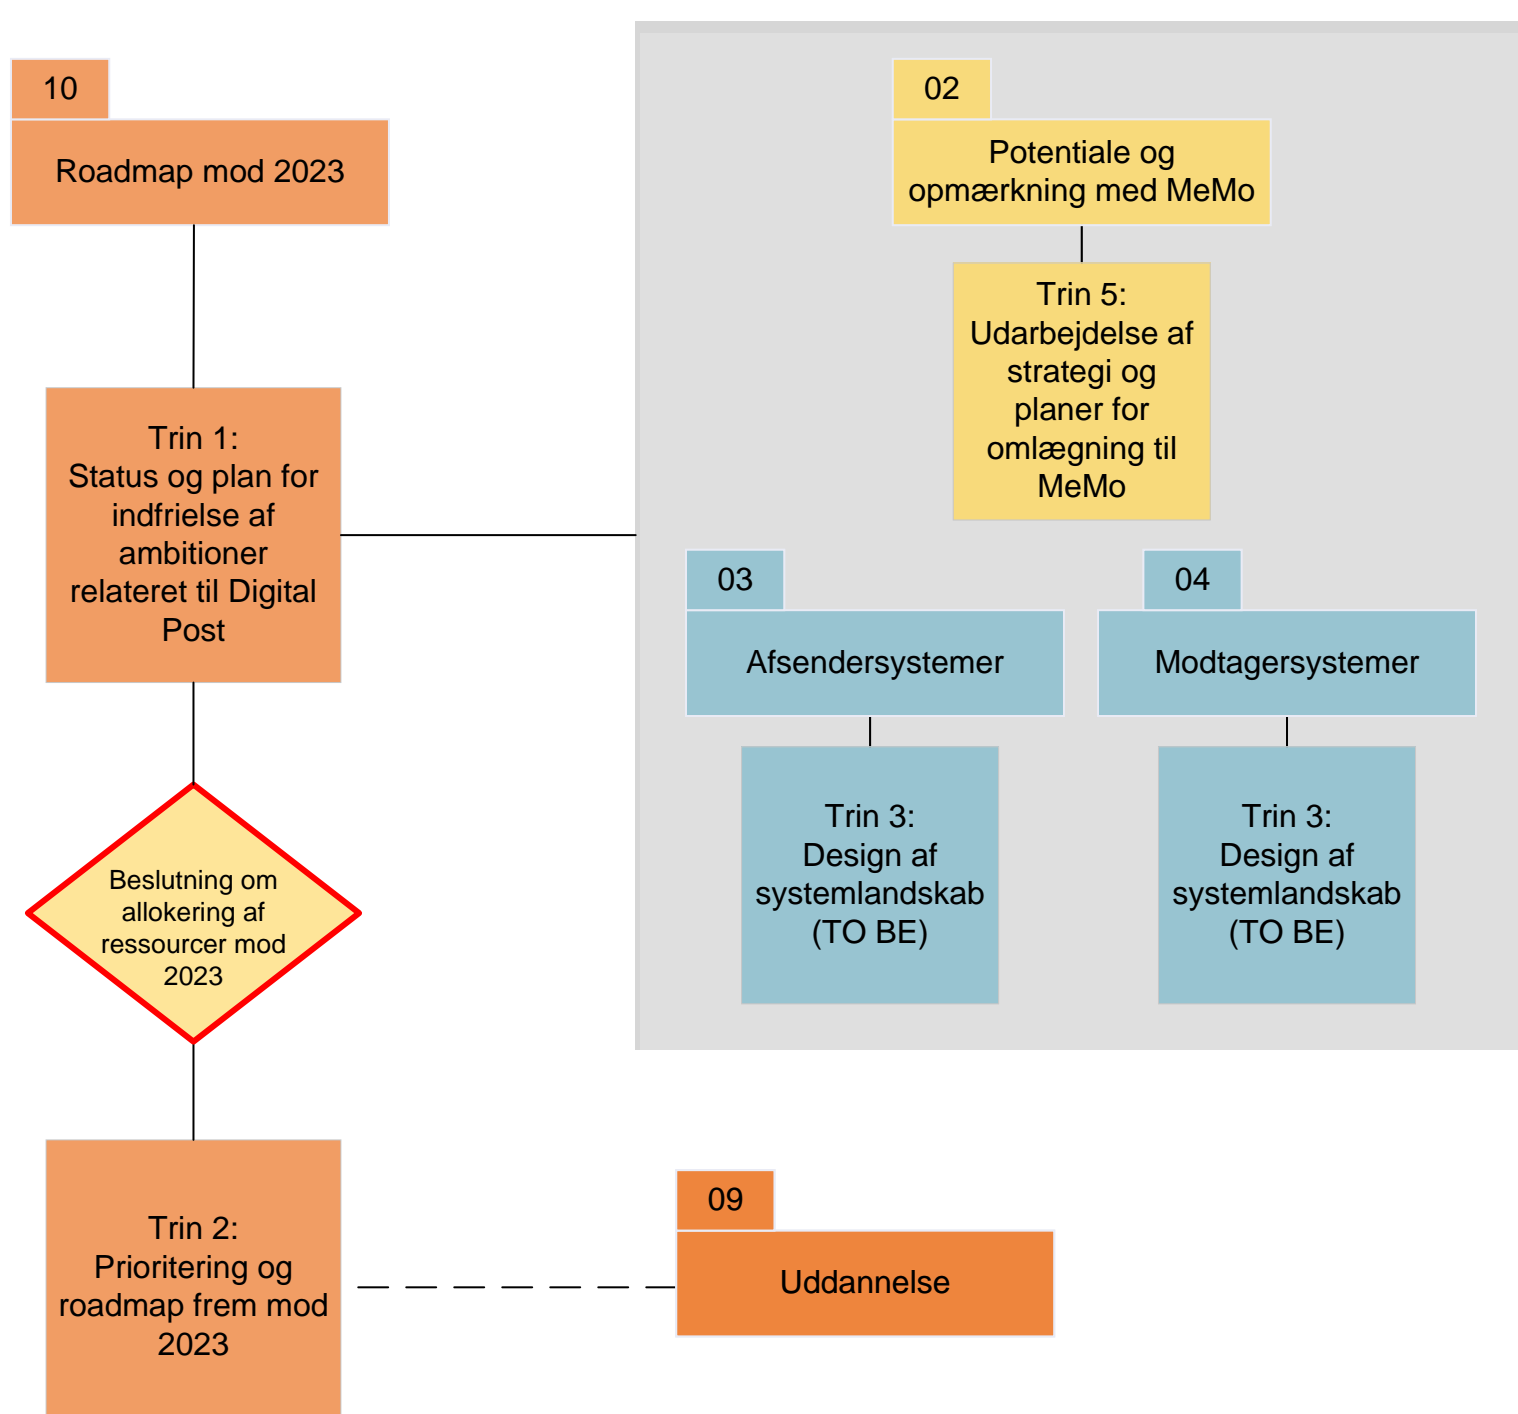 10
Roadmap mod 2023
Trin 1:
Status og plan for
indfrielse af
ambitioner
relateret til Digital
Post
Beslutning om
allokering af
ressourcer mod
2023
Trin 2:
Prioritering og
roadmap frem mod
2023
02
Potentiale og
opmærkning med MeMo
Trin 5:
Udarbejdelse af
strategi og
planer for
omlægning til
MeMo
03
Afsendersystemer
Trin 3:
Design af
systemlandskab
(TO BE)
04
Modtagersystemer
Trin 3:
Design af
systemlandskab
(TO BE)
09
Uddannelse